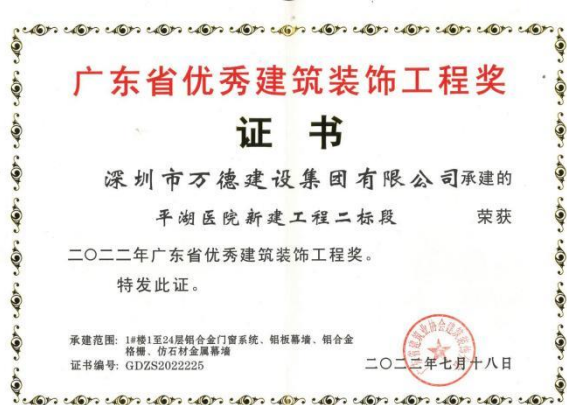 广东省优秀建筑装饰工程奖
证书
深圳市万德建设集团有限公司承建的
平湖医院新建工程二标段 荣获
二〇二二年广东省优秀建筑装饰工程奖。
特发此证。
承建范围：1#楼1至24层铝合金门窗系统、铝板幕墙、铝合金
格栅、仿石材金属幕墙
证书编号：GDZS2022225
二〇二二年七月十八日